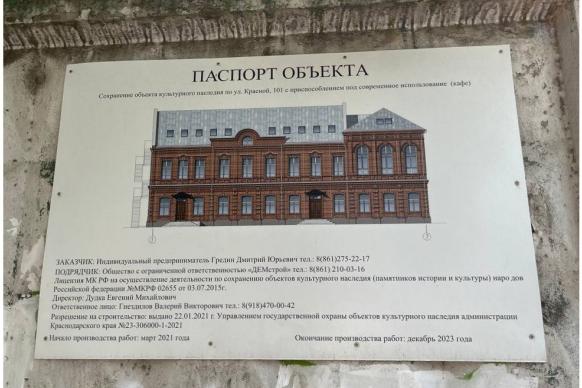 ПАСПОРТ ОБЪЕКТА
Сохранение объекта культурного наследия по ул. Красной, 101 с приспособлением под современное использование (кафе)
ЗАКАЗЧИК: Индивидуальный предприниматель Гредин Дмитрий Юрьевич тел.: 8(861)275-22-17
ПОДРЯДЧИК: Общество с ограниченной ответственностью «ДЕМстрой» тел.: 8(861) 210-03-16
Лицензия МК РФ на осуществление деятельности по сохранению объектов культурного наследия (памятников истории и культуры) наро дов
Российской федерации №МКРФ 02655 от 03.07.2015г.
Директор: Дудка Евгений Михайлович
Ответственное лицо: Гнездилов Валерий Викторович тел.: 8(918)470-00-42
Разрешение на строительство: выдано 22.01.2021 г. Управлением государственной охраны объектов культурного наследия администрации
Краснодарского края №23-306000-1-2021
Начало производства работ: март 2021 года Окончание производства работ: декабрь 2023 года